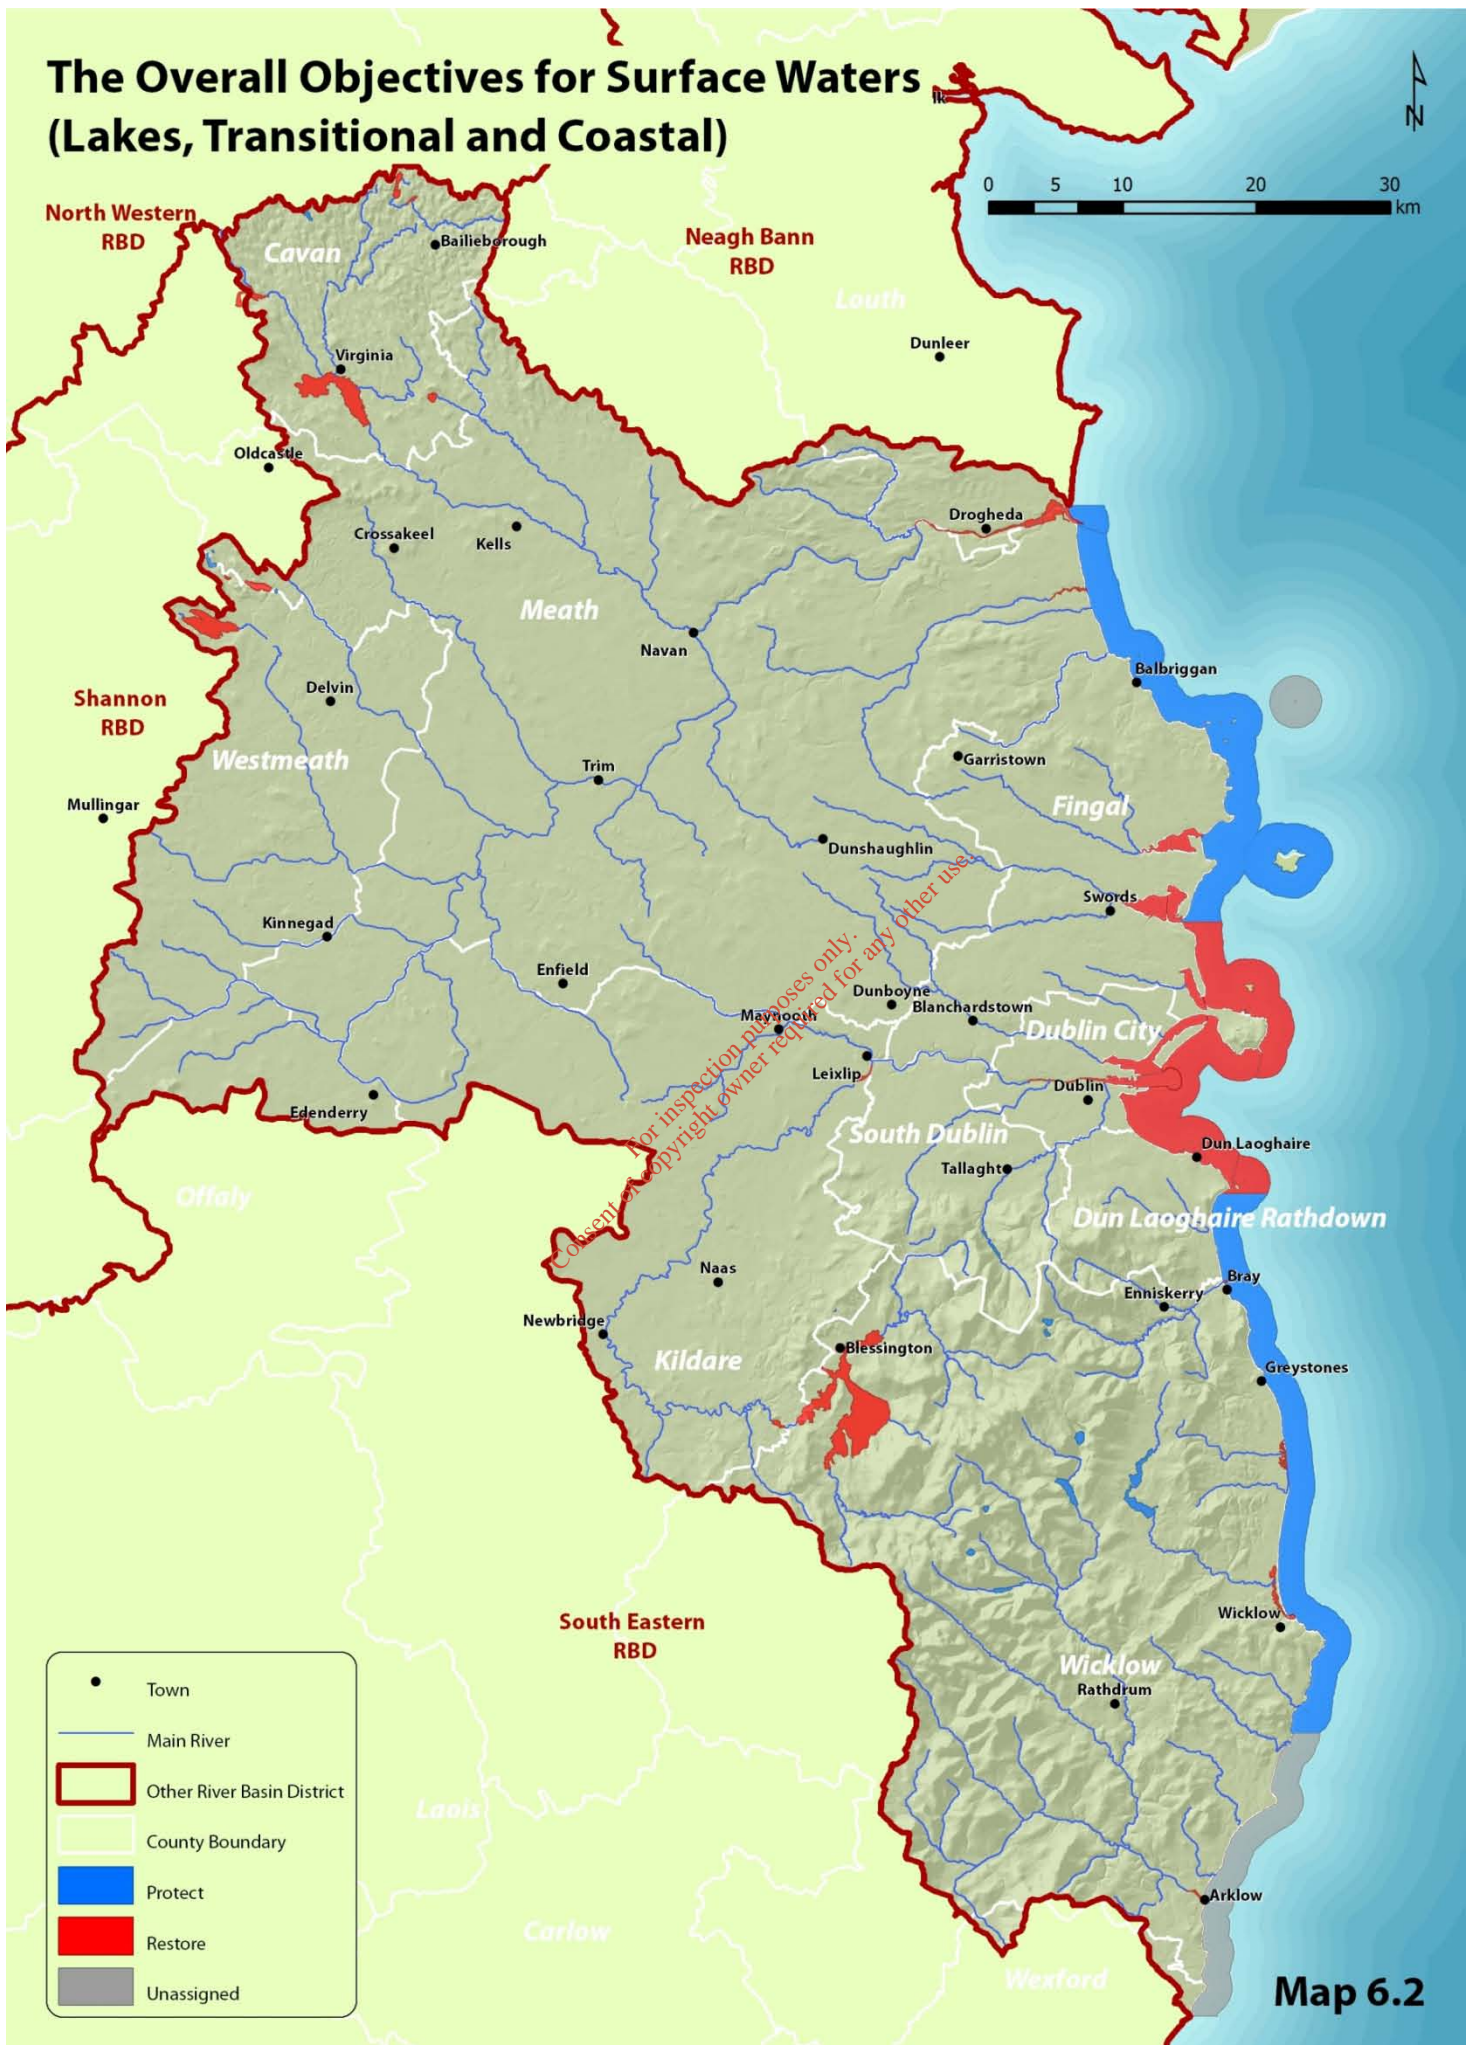 The Overall Objectives for Surface Waters
(Lakes, Transitional and Coastal)
lk
N
0 5 10 20 30
km
North Western
RBD
Cavan
Bailieborough
Neagh Bann
RBD
Louth
Dunleer
Virginia
Oldcastle
Drogheda
Crossakeel
Kells
Meath
Navan
Balbriggan
Shannon
RBD
Delvin
Westmeath
Trim
Garristown
Fingal
Mullingar
Dunshaughlin
Swords
Kinnegad
Enfield
Dunboyne
Blanchardstown
Maynooth
Dublin City
Leixlip
Dublin
Edenderry
South Dublin
Dun Laoghaire
Tallaght
Offaly
Dun Laoghaire Rathdown
Naas
Bray
Enniskerry
Newbridge
Blessington
Kildare
Greystones
For inspection purposes only.
Consent of copyright owner required for any other use.
South Eastern
RBD
Wicklow
Wicklow
Rathdrum
Laois
Arklow
Carlow
Wexford
Town
Main River
Other River Basin District
County Boundary
Protect
Restore
Unassigned
Map 6.2